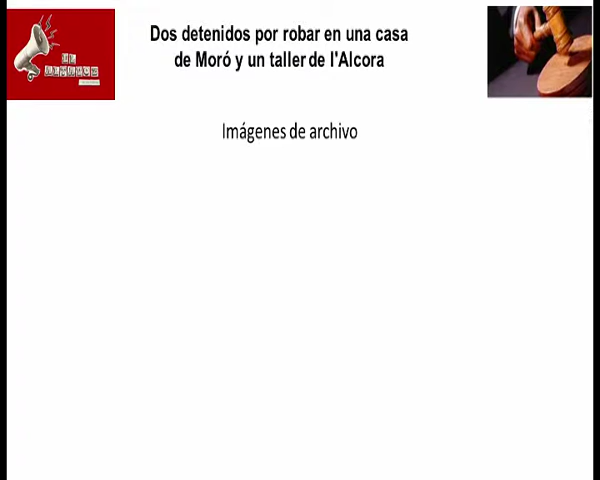 Dos detenidos por robar en una casa
de Moró y un taller de l'Alcora
Imágenes de archivo